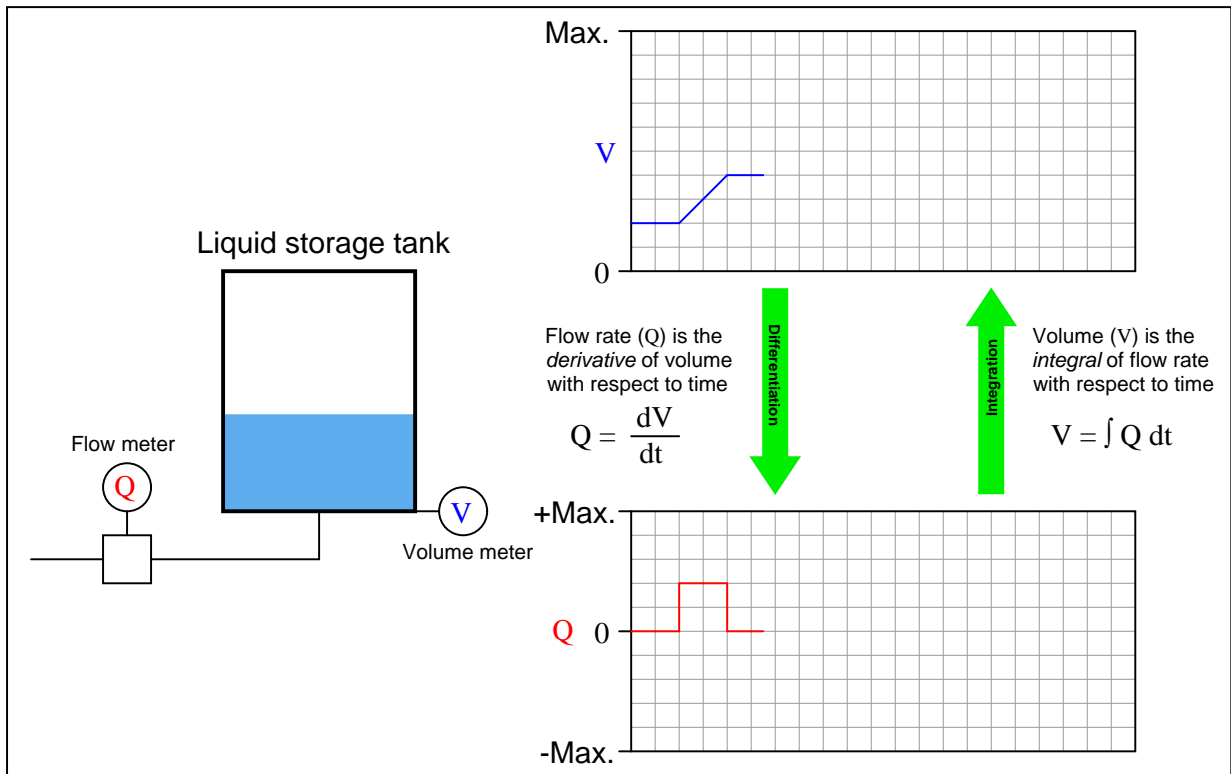 Max.
V
0
Liquid storage tank
Flow meter
Q
V
Volume meter
Flow rate (Q) is the
derivative of volume
with respect to time
Q = dV
dt
Differentiation
Integration
Volume (V) is the
integral of flow rate
with respect to time
V = ∫ Q dt
+Max.
Q 0
-Max.